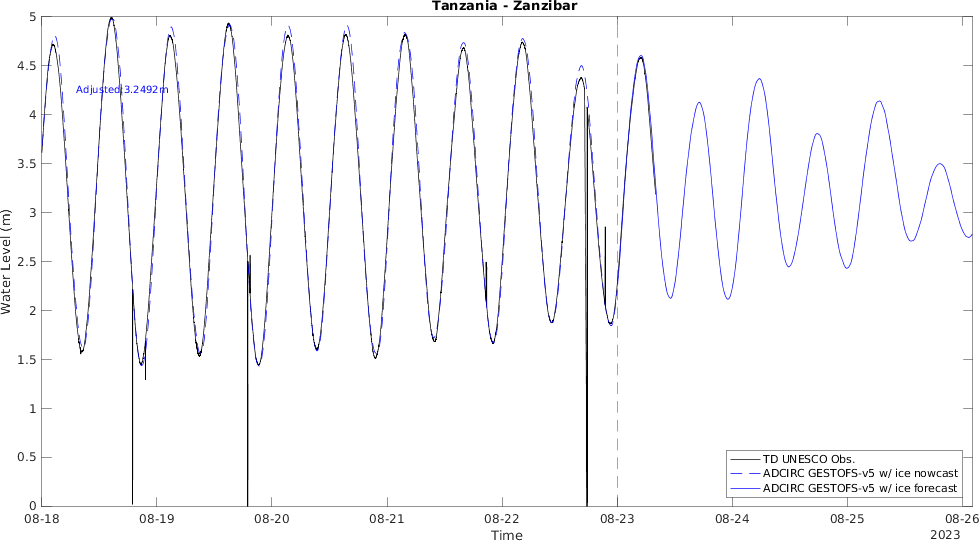 Tanzania - Zanzibar
5
4.5
4
3.5
3
2.5
2
1.5
1
0.5
0
Water Level (m)
Adjusted:3.2492m
TD UNESCO Obs.
ADCIRC GESTOFS-v5 w/ ice nowcast
ADCIRC GESTOFS-v5 w/ ice forecast
08-18 08-19 08-20 08-21 08-22 08-23 08-24 08-25 08-26
Time
2023